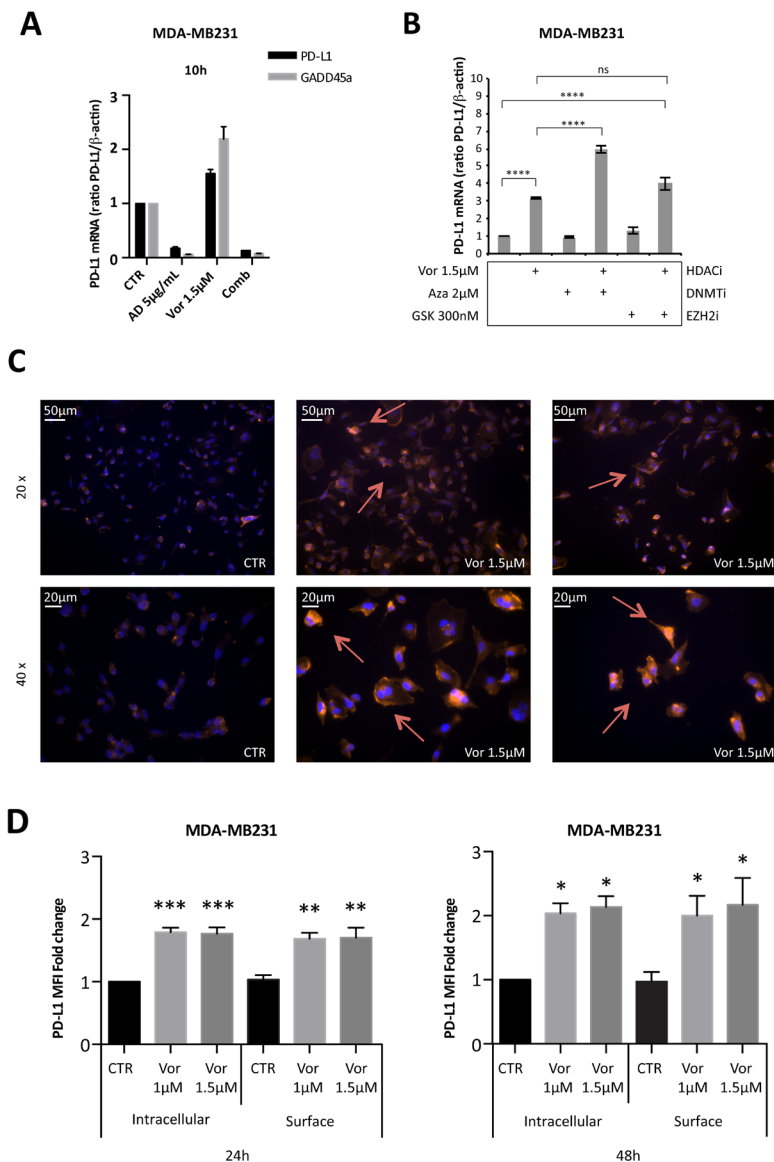 A
MDA-MB231
PD-L1
GADD45a
10h
PD-L1 mRNA (ratio PD-L1/β-actin)
3
2
1
0
CTR
AD 5µg/mL
Vor 1.5µM
Comb
B
MDA-MB231
ns
****
****
****
PD-L1 mRNA (ratio PD-L1/β-actin)
10
9
8
7
6
5
4
3
2
1
0
Vor 1.5µM + + + HDACi
Aza 2µM + + DNMTi
GSK 300nM + + EZH2i
C
20 x
50µm
CTR
50µm
Vor 1.5µM
50µm
Vor 1.5µM
40 x
20µm
CTR
20µm
Vor 1.5µM
20µm
Vor 1.5µM
D
MDA-MB231
PD-L1 MFI Fold change
3
2
1
0
*** *** ** **
CTR Vor 1µM Vor 1.5µM CTR Vor 1µM Vor 1.5µM
Intracellular Surface
24h
MDA-MB231
PD-L1 MFI Fold change
3
2
1
0
* * * *
CTR Vor 1µM Vor 1.5µM CTR Vor 1µM Vor 1.5µM
Intracellular Surface
48h